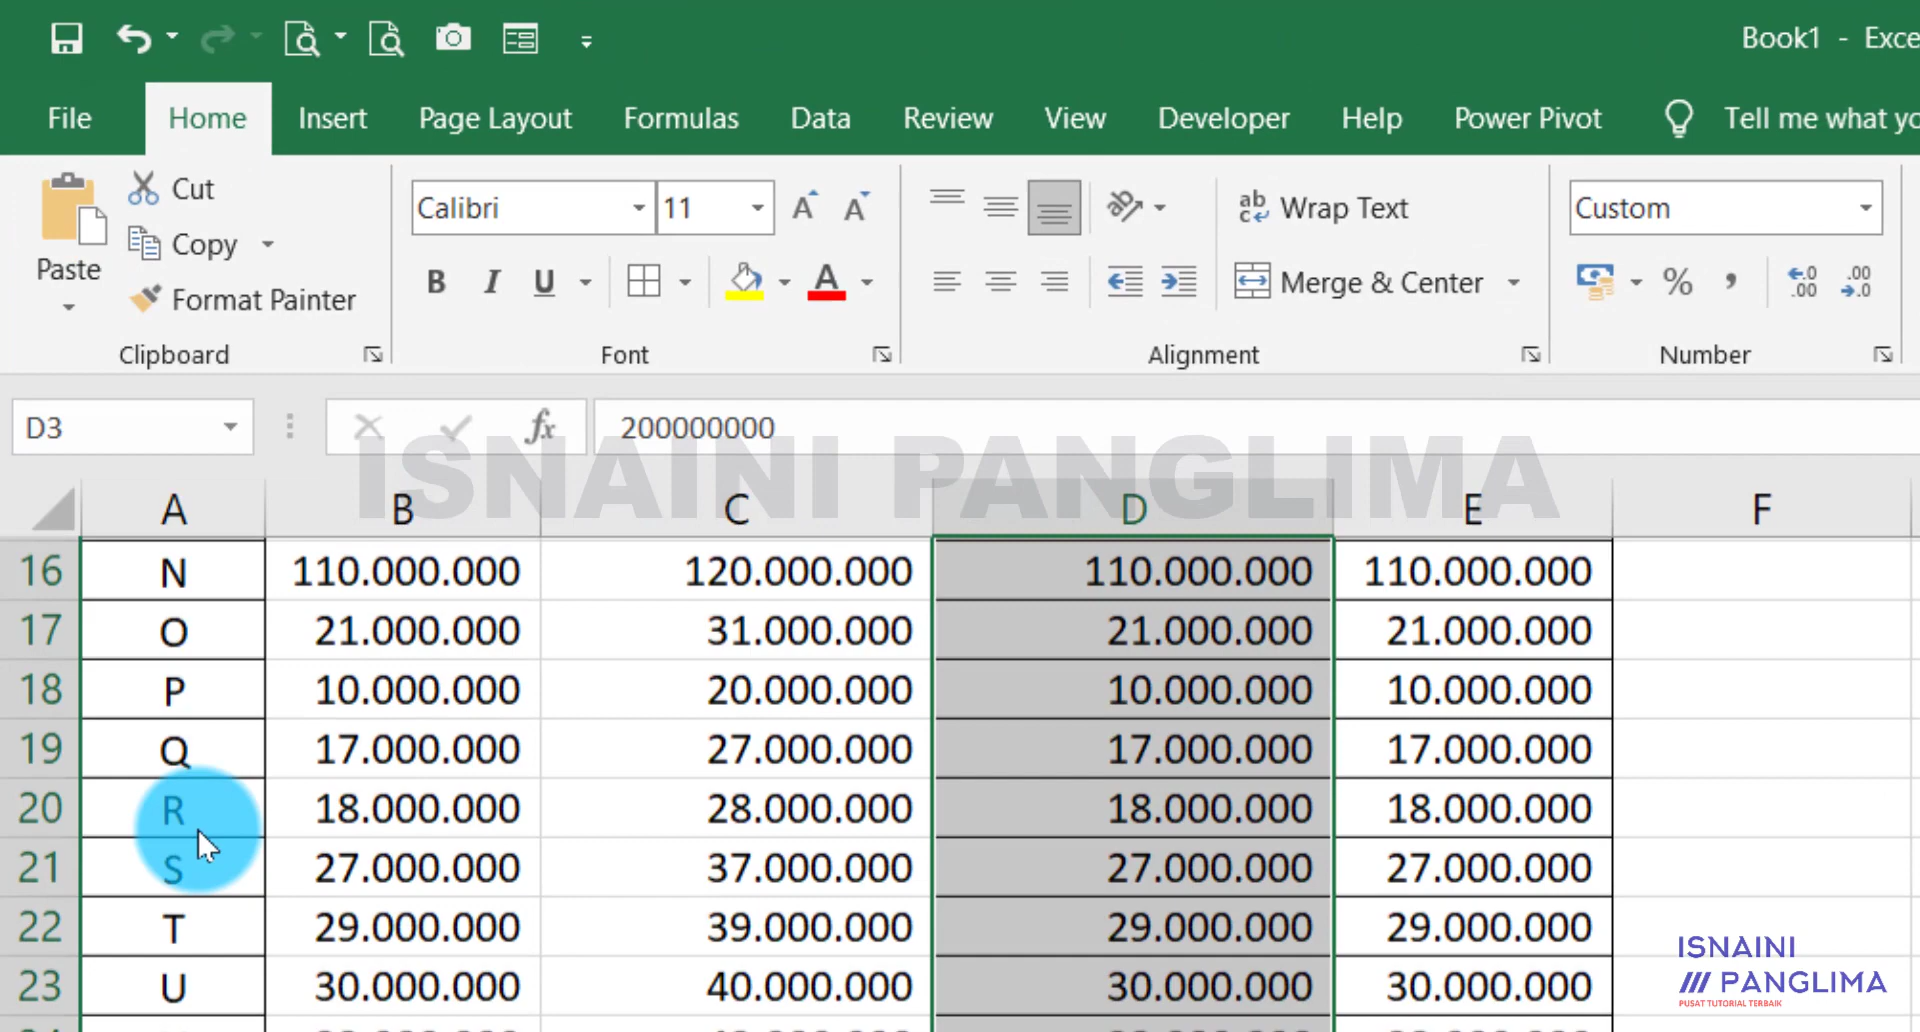 Book1 - Exce
File Home Insert Page Layout Formulas Data Review View Developer Help Power Pivot Tell me what yo
Paste
Cut
Copy
Format Painter
Clipboard
Calibri 11 A A
B I U A
Font
ab
c Wrap Text
Merge & Center
Alignment
Custom
% , .0 .00 .00 .0
Number
D3 fx 200000000
ISNAINI PANGLIMA
A B C D E F
16 N 110.000.000 120.000.000 110.000.000 110.000.000
17 O 21.000.000 31.000.000 21.000.000 21.000.000
18 P 10.000.000 20.000.000 10.000.000 10.000.000
19 Q 17.000.000 27.000.000 17.000.000 17.000.000
20 R 18.000.000 28.000.000 18.000.000 18.000.000
21 S 27.000.000 37.000.000 27.000.000 27.000.000
22 T 29.000.000 39.000.000 29.000.000 29.000.000
23 U 30.000.000 40.000.000 30.000.000 30.000.000
ISNAINI
/// PANGLIMA
PUSAT TUTORIAL TERBAIK